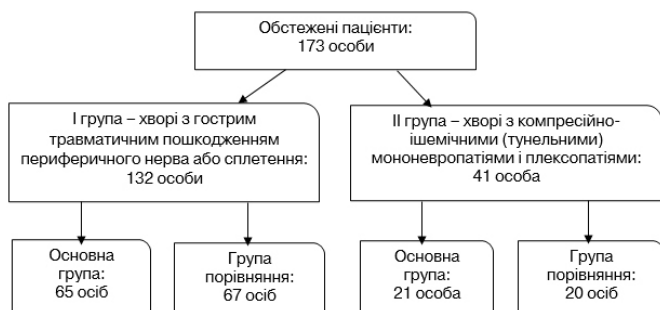 Обстежені пацієнти:
173 особи
І група – хворі з гострим
травматичним пошкодженням
периферичного нерва або сплетення:
132 особи
ІІ група – хворі з компресійно-
ішемічними (тунельними)
мононевропатіями і плексопатіями:
41 особа
Основна
група:
65 осіб
Група
порівняння:
67 осіб
Основна
група:
21 особа
Група
порівняння:
20 осіб